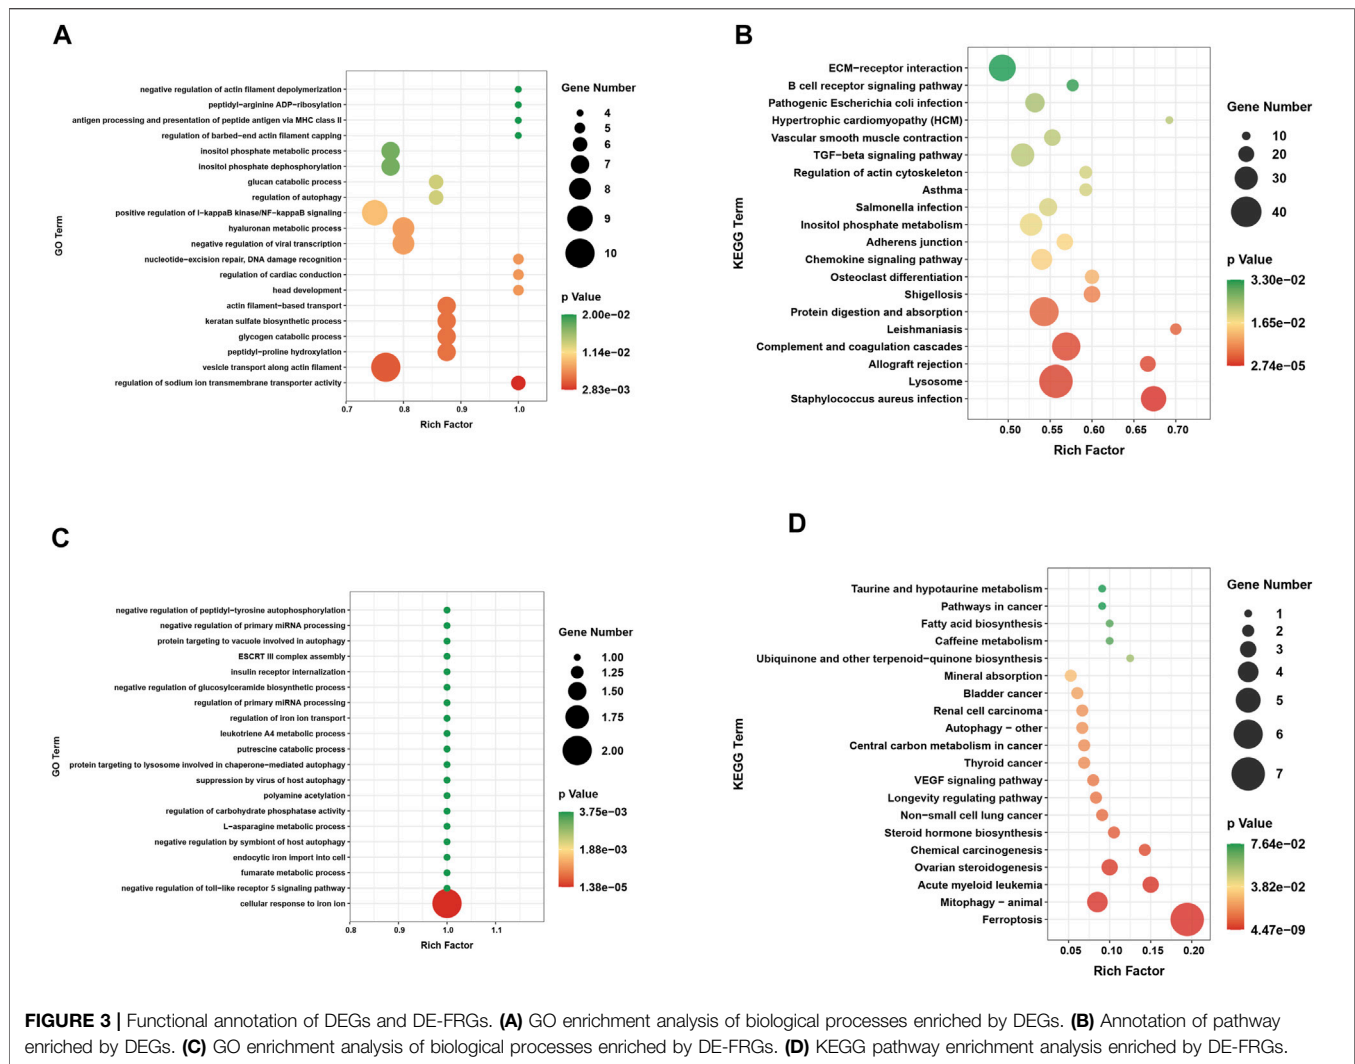 A
negative regulation of actin filament depolymerization
peptidyl−arginine ADP−ribosylation
antigen processing and presentation of peptide antigen via MHC class II
regulation of barbed−end actin filament capping
inositol phosphate metabolic process
inositol phosphate dephosphorylation
glucan catabolic process
regulation of autophagy
positive regulation of I−kappaB kinase/NF−kappaB signaling
hyaluronan metabolic process
negative regulation of viral transcription
nucleotide−excision repair, DNA damage recognition
regulation of cardiac conduction
head development
actin filament−based transport
keratan sulfate biosynthetic process
glycogen catabolic process
peptidyl−proline hydroxylation
vesicle transport along actin filament
regulation of sodium ion transmembrane transporter activity
GO Term
0.7 0.8 0.9 1.0
Rich Factor
Gene Number
4
5
6
7
8
9
10
p Value
2.00e−02
1.14e−02
2.83e−03
B
ECM−receptor interaction
B cell receptor signaling pathway
Pathogenic Escherichia coli infection
Hypertrophic cardiomyopathy (HCM)
Vascular smooth muscle contraction
TGF−beta signaling pathway
Regulation of actin cytoskeleton
Asthma
Salmonella infection
Inositol phosphate metabolism
Adherens junction
Chemokine signaling pathway
Osteoclast differentiation
Shigellosis
Protein digestion and absorption
Leishmaniasis
Complement and coagulation cascades
Allograft rejection
Lysosome
Staphylococcus aureus infection
KEGG Term
0.50 0.55 0.60 0.65 0.70
Rich Factor
Gene Number
10
20
30
40
p Value
3.30e−02
1.65e−02
2.74e−05
C
negative regulation of peptidyl−tyrosine autophosphorylation
negative regulation of primary miRNA processing
protein targeting to vacuole involved in autophagy
ESCRT III complex assembly
insulin receptor internalization
negative regulation of glucosylceramide biosynthetic process
regulation of primary miRNA processing
regulation of iron ion transport
leukotriene A4 metabolic process
putrescine catabolic process
protein targeting to lysosome involved in chaperone−mediated autophagy
suppression by virus of host autophagy
polyamine acetylation
regulation of carbohydrate phosphatase activity
L−asparagine metabolic process
negative regulation by symbiont of host autophagy
endocytic iron import into cell
fumarate metabolic process
negative regulation of toll−like receptor 5 signaling pathway
cellular response to iron ion
GO Term
0.8 0.9 1.0 1.1
Rich Factor
Gene Number
1.00
1.25
1.50
1.75
2.00
p Value
3.75e−03
1.88e−03
1.38e−05
D
Taurine and hypotaurine metabolism
Pathways in cancer
Fatty acid biosynthesis
Caffeine metabolism
Ubiquinone and other terpenoid−quinone biosynthesis
Mineral absorption
Bladder cancer
Renal cell carcinoma
Autophagy − other
Central carbon metabolism in cancer
Thyroid cancer
VEGF signaling pathway
Longevity regulating pathway
Non−small cell lung cancer
Steroid hormone biosynthesis
Chemical carcinogenesis
Ovarian steroidogenesis
Acute myeloid leukemia
Mitophagy − animal
Ferroptosis
KEGG Term
0.05 0.10 0.15 0.20
Rich Factor
Gene Number
1
2
3
4
5
6
7
p Value
7.64e−02
3.82e−02
4.47e−09
FIGURE 3 | Functional annotation of DEGs and DE-FRGs. (A) GO enrichment analysis of biological processes enriched by DEGs. (B) Annotation of pathway
enriched by DEGs. (C) GO enrichment analysis of biological processes enriched by DE-FRGs. (D) KEGG pathway enrichment analysis enriched by DE-FRGs.